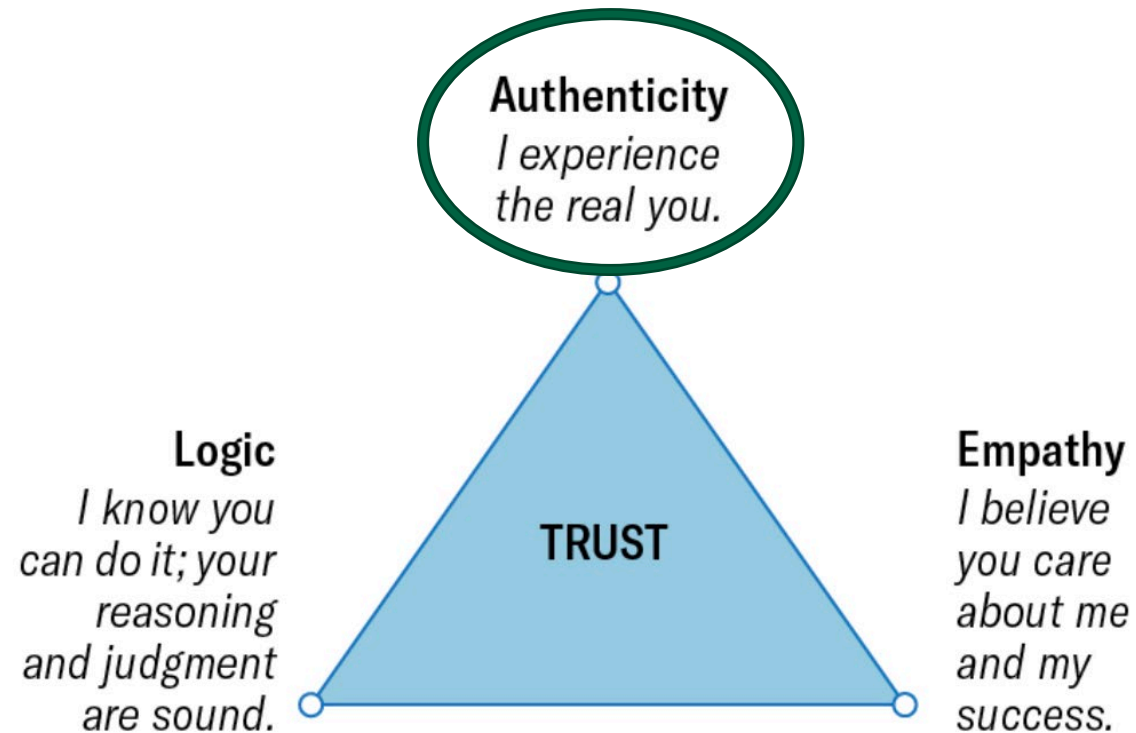 Authenticity
I experience
the real you.
Logic
I know you
can do it; your
reasoning
and judgment
are sound.
TRUST
Empathy
I believe
you care
about me
and my
success.